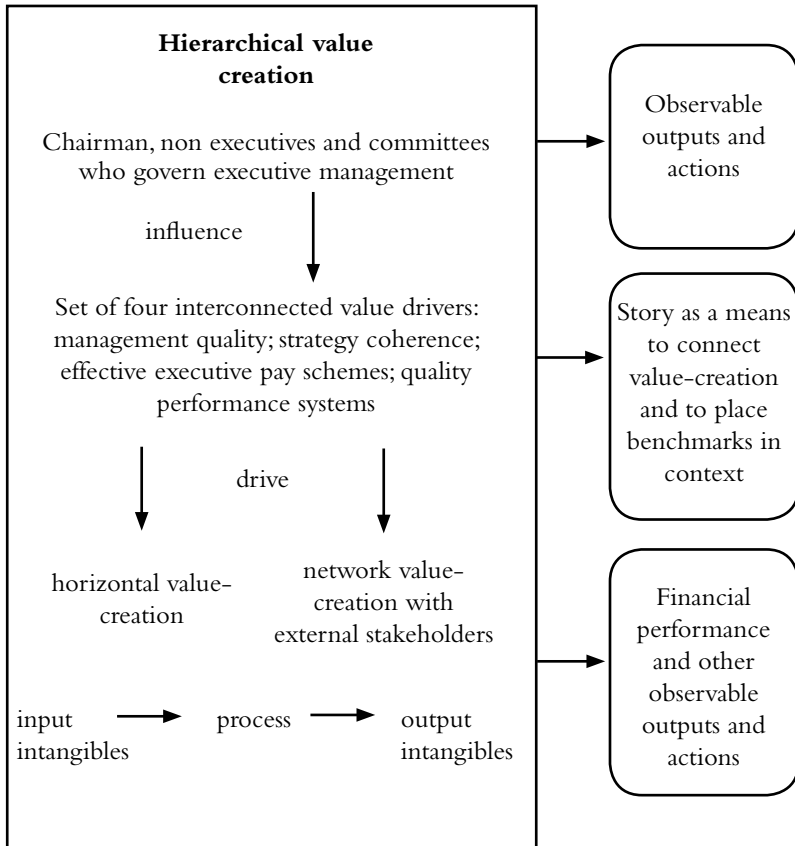 Hierarchical value
creation
Chairman, non executives and committees
who govern executive management
influence
Set of four interconnected value drivers:
management quality; strategy coherence;
effective executive pay schemes; quality
performance systems
drive
horizontal value-
creation
network value-
creation with
external stakeholders
input
intangibles
process
output
intangibles
Observable
outputs and
actions
Story as a means
to connect
value-creation
and to place
benchmarks in
context
Financial
performance
and other
observable
outputs and
actions